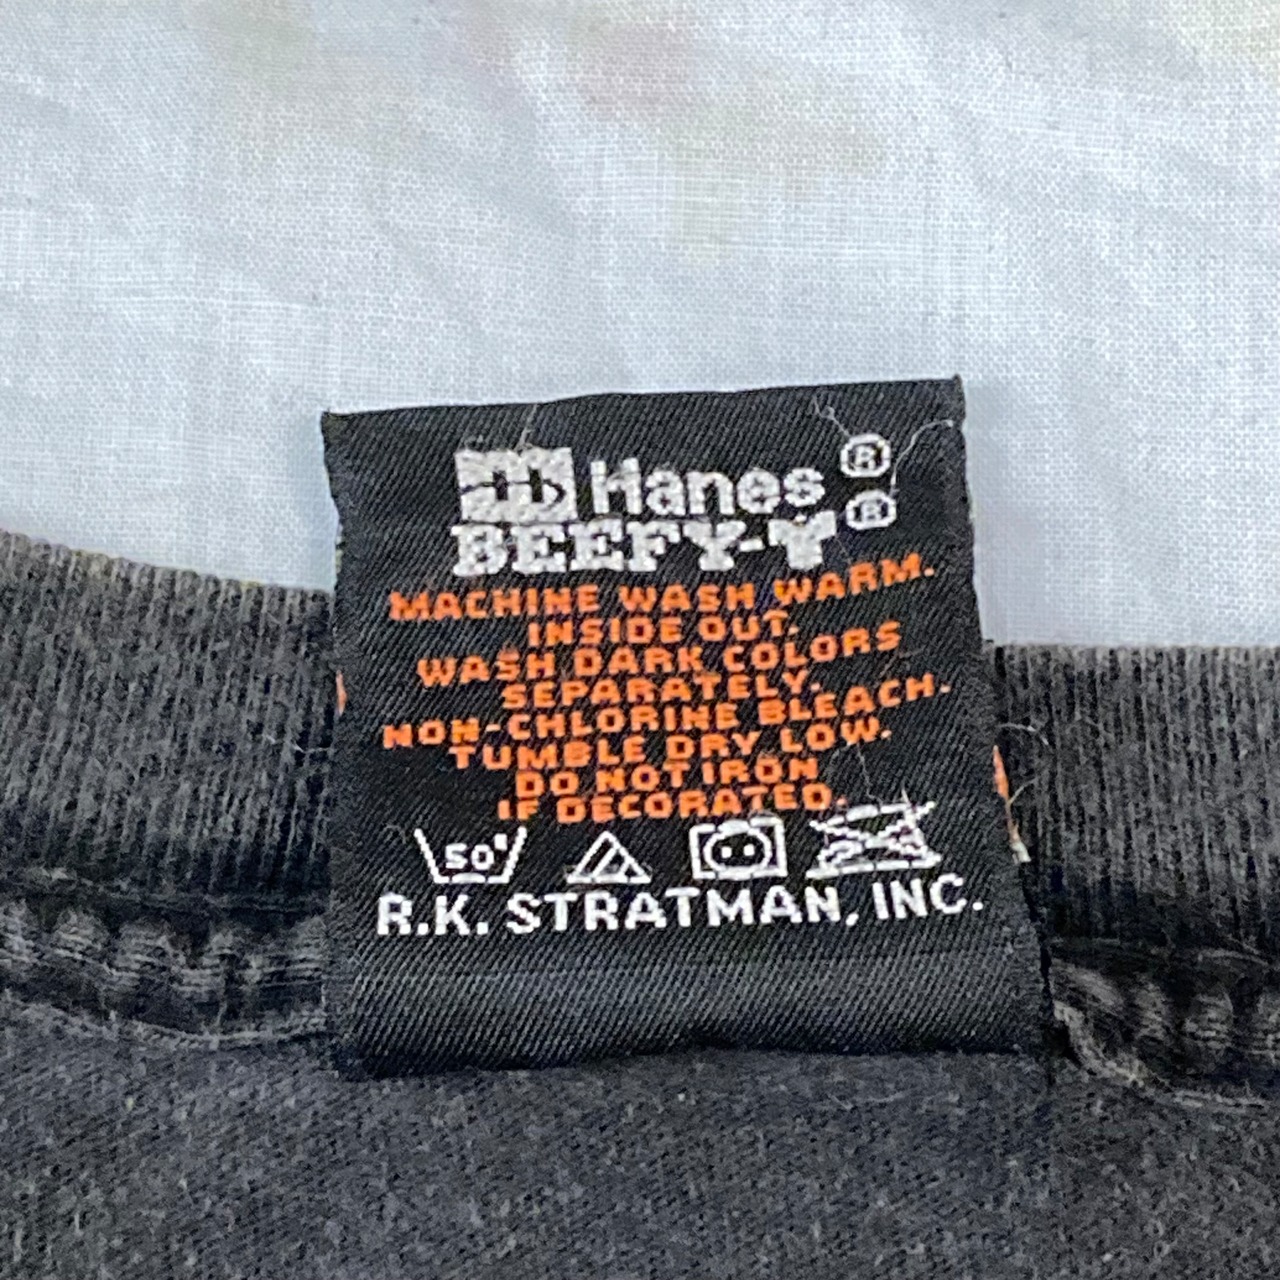 Hanes ®
BEEFY-Y ®
MACHINE WASH WARM.
INSIDE OUT.
WASH DARK COLORS
SEPARATELY.
NON-CHLORINE BLEACH.
TUMBLE DRY LOW.
DO NOT IRON
IF DECORATED.
50°
R.K. STRATMAN, INC.